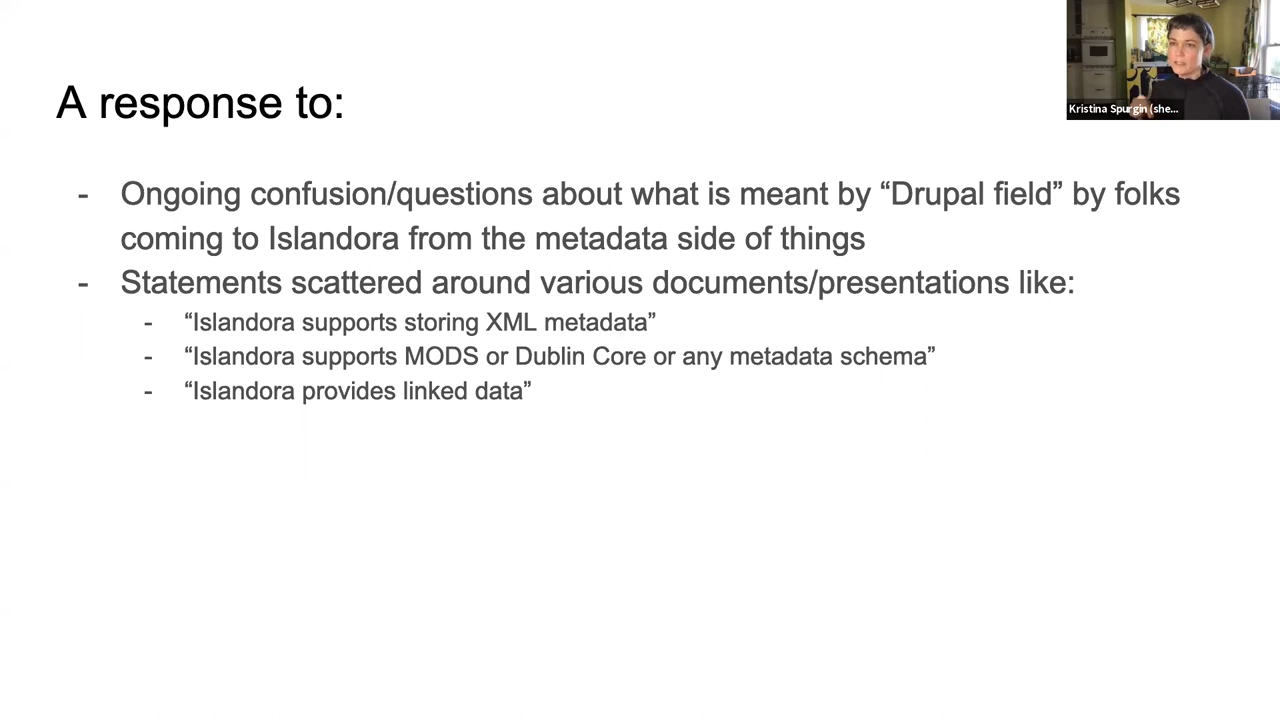 A response to:
- Ongoing confusion/questions about what is meant by “Drupal field” by folks
coming to Islandora from the metadata side of things
- Statements scattered around various documents/presentations like:
- “Islandora supports storing XML metadata”
- “Islandora supports MODS or Dublin Core or any metadata schema”
- “Islandora provides linked data”
Kristina Spurgin (she...